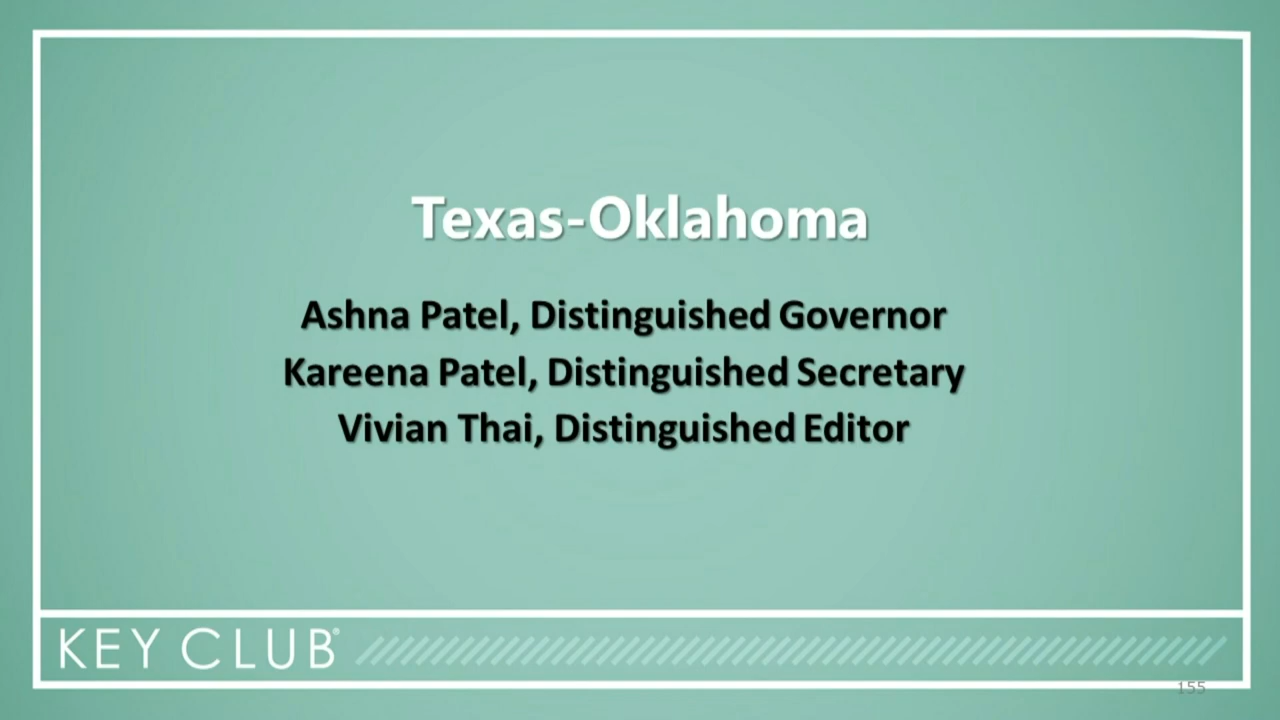 Texas-Oklahoma
Ashna Patel, Distinguished Governor
Kareena Patel, Distinguished Secretary
Vivian Thai, Distinguished Editor
KEY CLUB®
155